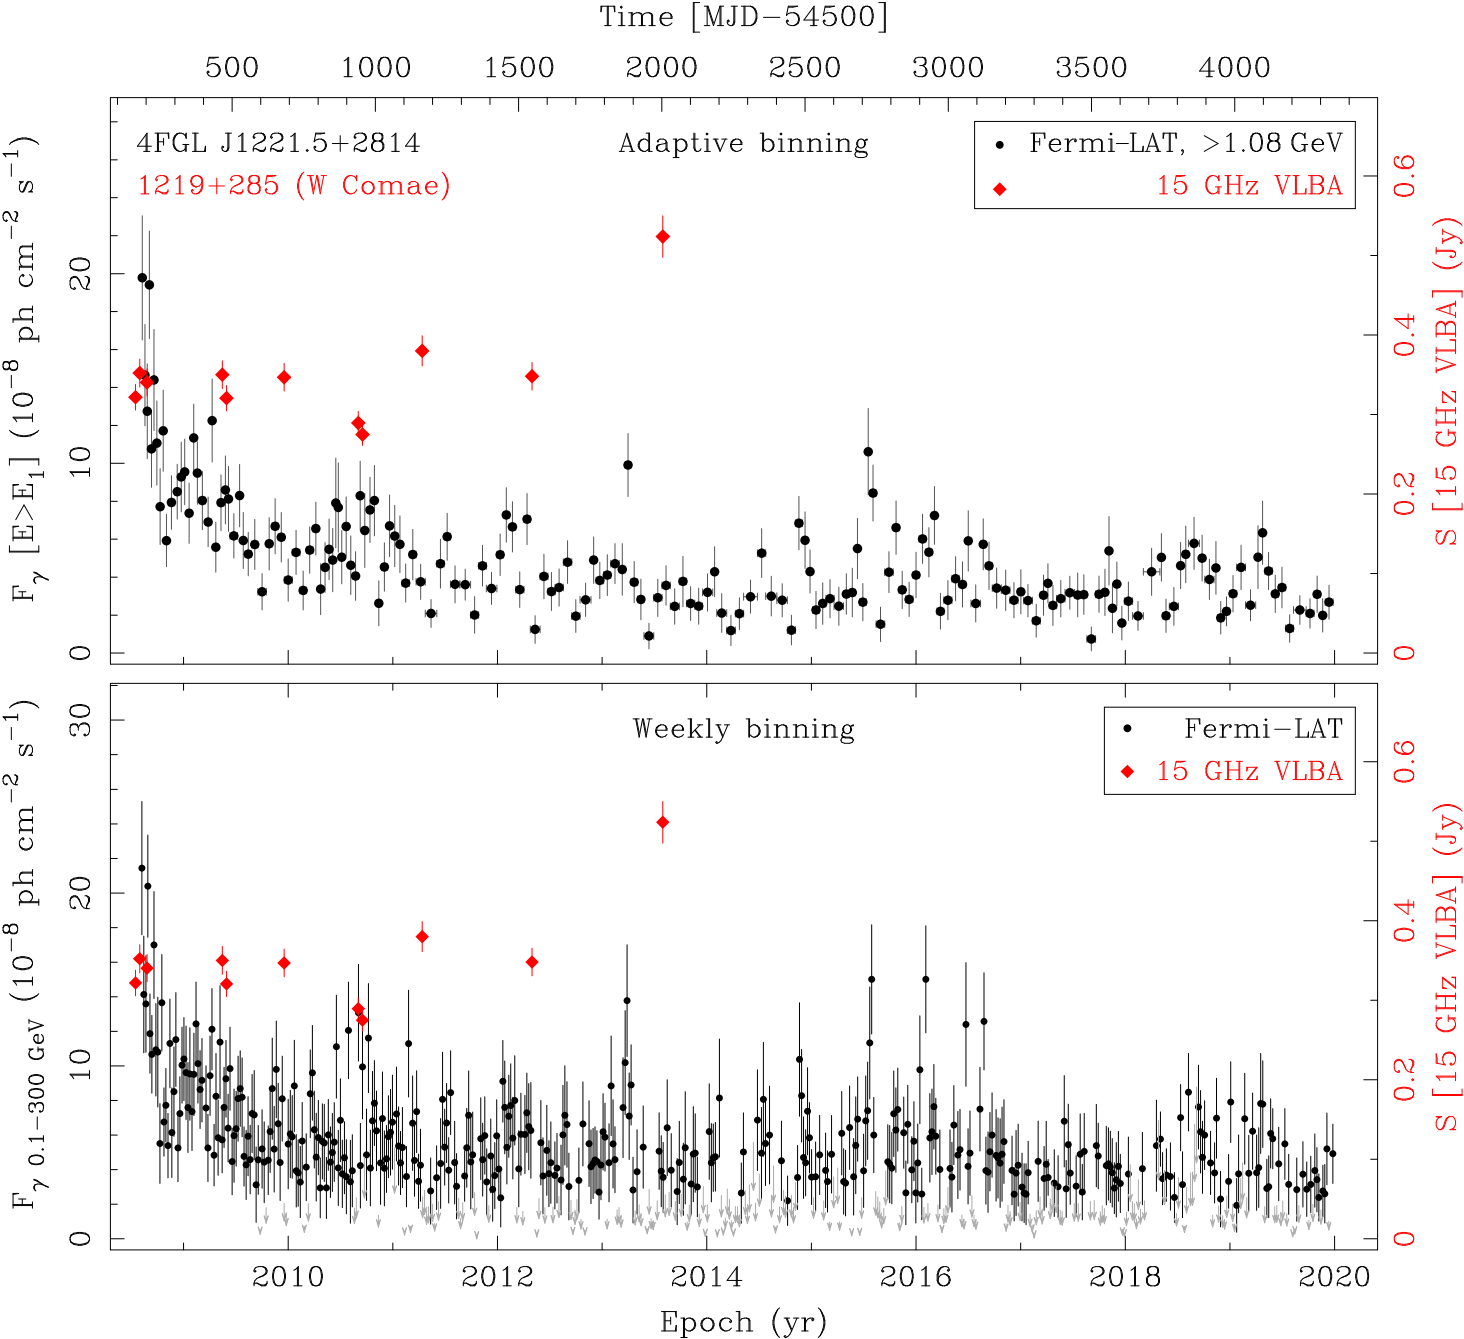 Time [MJD−54500]
500 1000 1500 2000 2500 3000 3500 4000
4FGL J1221.5+2814
1219+285 (W Comae)
Adaptive binning
Fermi−LAT, >1.08 GeV
15 GHz VLBA
F_γ [E>E_1] (10^−8 ph cm^−2 s^−1)
0 10 20
S [15 GHz VLBA] (Jy)
0 0.2 0.4 0.6
Weekly binning
Fermi−LAT
15 GHz VLBA
F_γ 0.1−300 GeV (10^−8 ph cm^−2 s^−1)
0 10 20 30
S [15 GHz VLBA] (Jy)
0 0.2 0.4 0.6
2010 2012 2014 2016 2018 2020
Epoch (yr)